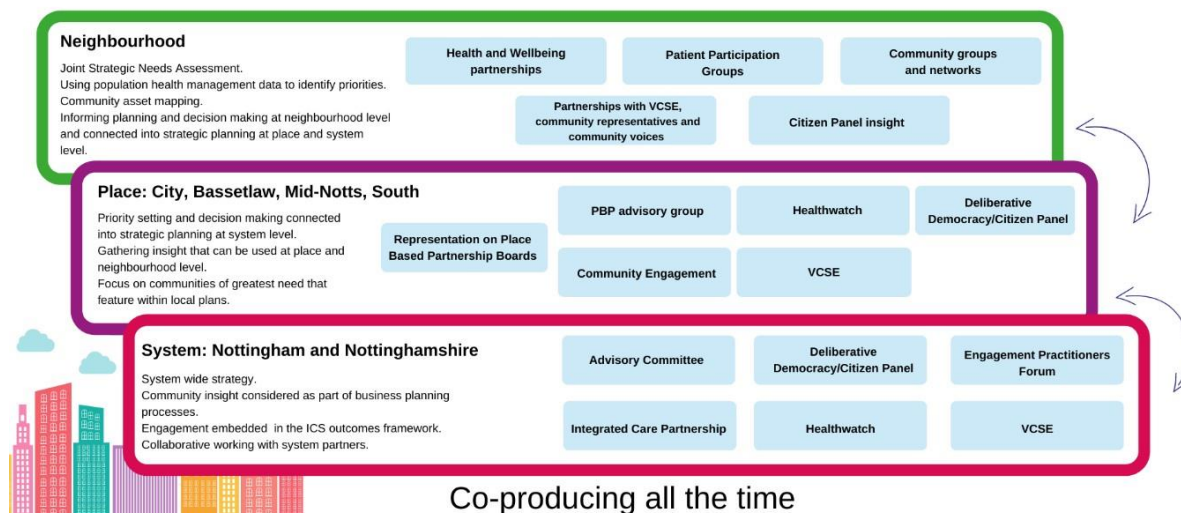 Neighbourhood
Joint Strategic Needs Assessment.
Using population health management data to identify priorities.
Community asset mapping.
Informing planning and decision making at neighbourhood level
and connected into strategic planning at place and system
level.
Health and Wellbeing
partnerships
Patient Participation
Groups
Community groups
and networks
Partnerships with VCSE,
community representatives and
community voices
Citizen Panel insight
Place: City, Bassetlaw, Mid-Notts, South
Priority setting and decision making connected
into strategic planning at system level.
Gathering insight that can be used at place and
neighbourhood level.
Focus on communities of greatest need that
feature within local plans.
Representation on Place
Based Partnership Boards
PBP advisory group
Healthwatch
Deliberative
Democracy/Citizen Panel
Community Engagement
VCSE
System: Nottingham and Nottinghamshire
System wide strategy.
Community insight considered as part of business planning
processes.
Engagement embedded in the ICS outcomes framework.
Collaborative working with system partners.
Advisory Committee
Deliberative
Democracy/Citizen Panel
Engagement Practitioners
Forum
Integrated Care Partnership
Healthwatch
VCSE
Co-producing all the time